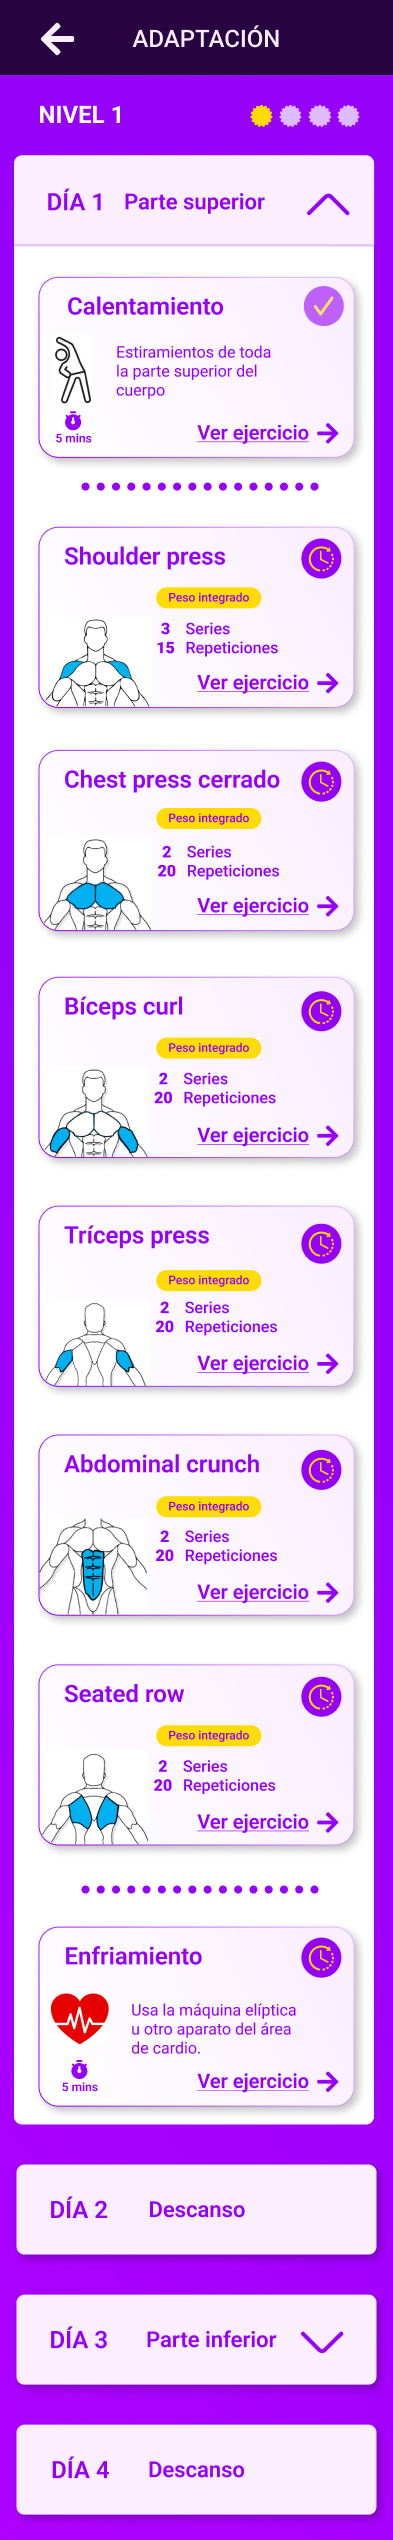 ADAPTACIÓN
NIVEL 1
DÍA 1 Parte superior
Calentamiento
Estiramientos de toda
la parte superior del
cuerpo
5 mins
Ver ejercicio
Shoulder press
Peso integrado
3 Series
15 Repeticiones
Ver ejercicio
Chest press cerrado
Peso integrado
2 Series
20 Repeticiones
Ver ejercicio
Bíceps curl
Peso integrado
2 Series
20 Repeticiones
Ver ejercicio
Tríceps press
Peso integrado
2 Series
20 Repeticiones
Ver ejercicio
Abdominal crunch
Peso integrado
2 Series
20 Repeticiones
Ver ejercicio
Seated row
Peso integrado
2 Series
20 Repeticiones
Ver ejercicio
Enfriamiento
Usa la máquina elíptica
u otro aparato del área
de cardio.
5 mins
Ver ejercicio
DÍA 2 Descanso
DÍA 3 Parte inferior
DÍA 4 Descanso